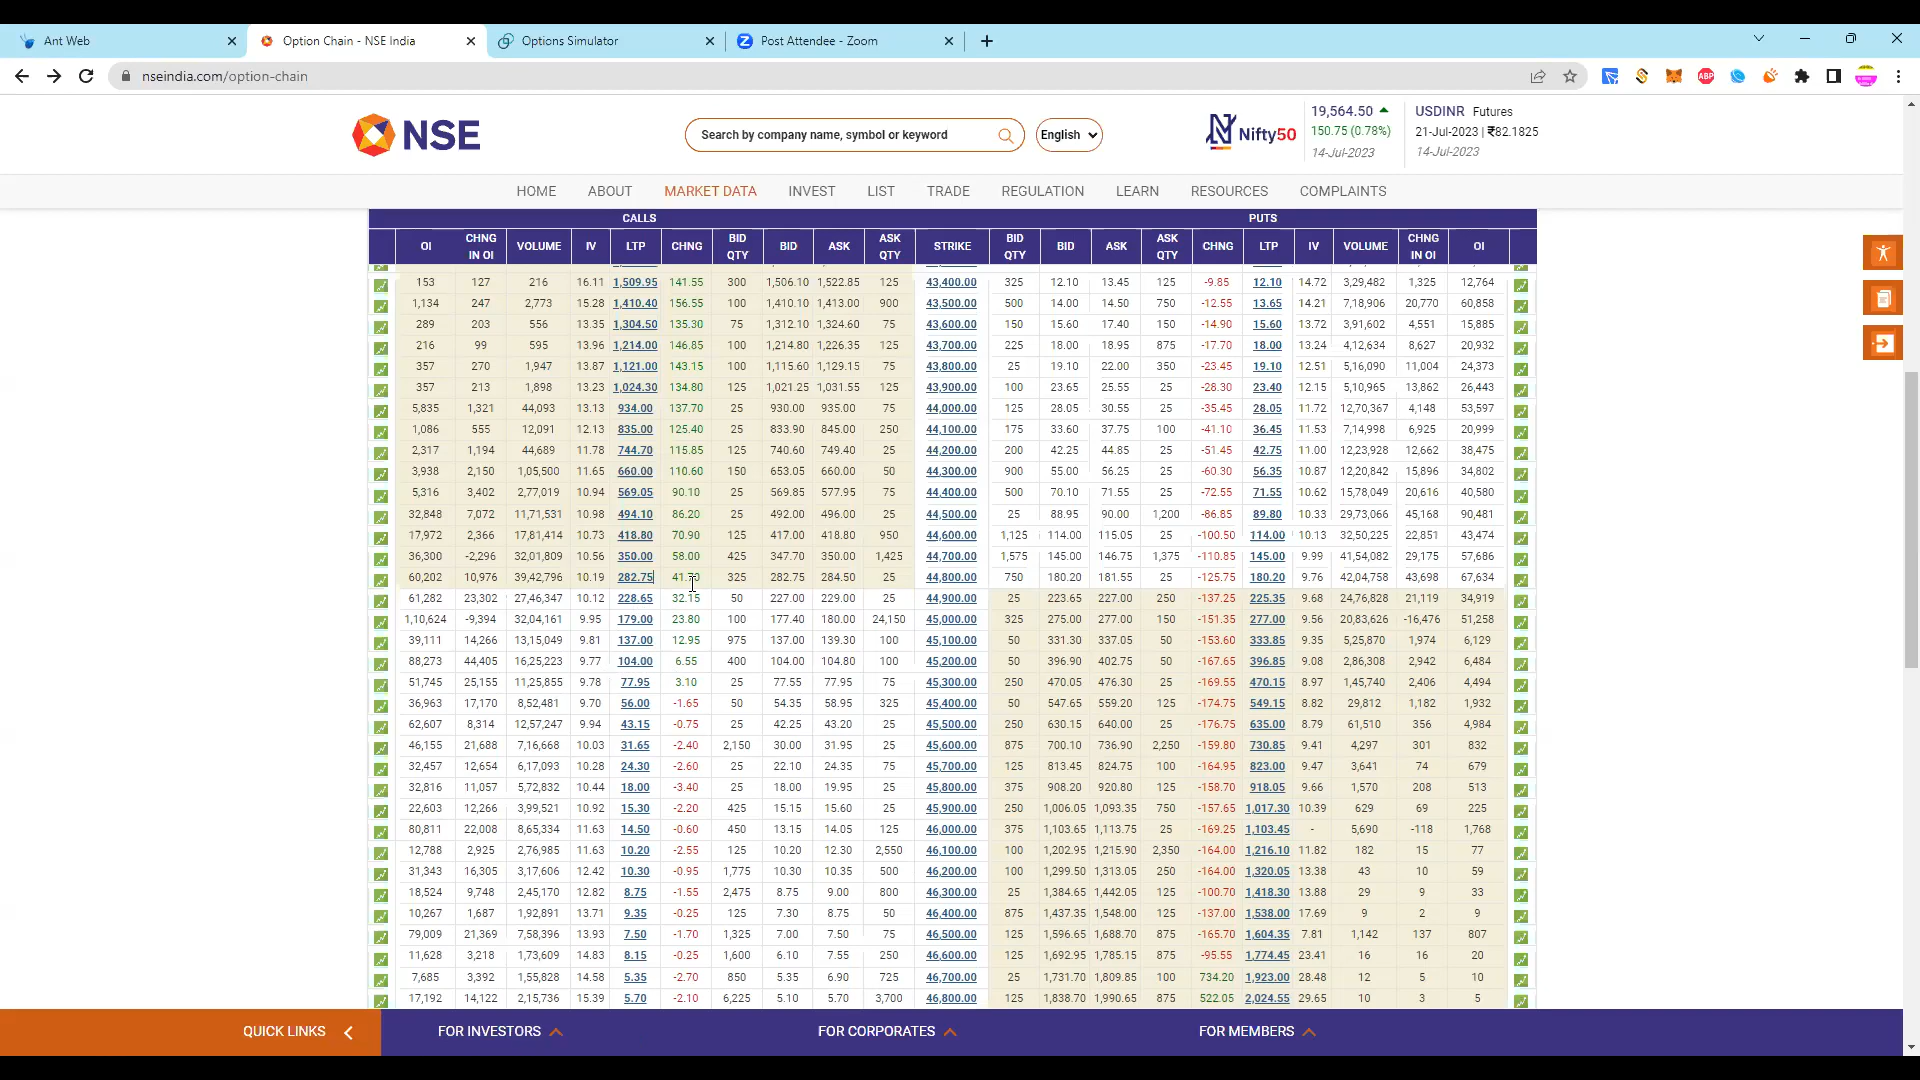 Ant Web
Option Chain - NSE India
Options Simulator
Post Attendee - Zoom
nseindia.com/option-chain
NSE
Search by company name, symbol or keyword
English
Nifty50
19,564.50
150.75 (0.78%)
14-Jul-2023
USDINR Futures
21-Jul-2023 | ₹82.1825
14-Jul-2023
HOME ABOUT MARKET DATA INVEST LIST TRADE REGULATION LEARN RESOURCES COMPLAINTS
CALLS PUTS
OI CHNG IN OI VOLUME IV LTP CHNG BID QTY BID ASK ASK QTY STRIKE BID QTY BID ASK ASK QTY CHNG LTP IV VOLUME CHNG IN OI OI
153 127 216 16.11 1,509.95 141.55 300 1,506.10 1,522.85 125 43,400.00 325 12.10 13.45 125 -9.85 12.10 14.72 3,29,482 1,325 12,764
1,134 247 2,773 15.28 1,410.40 156.55 100 1,410.10 1,413.00 900 43,500.00 500 14.00 14.50 750 -12.55 13.65 14.21 7,18,906 20,770 60,858
289 203 556 13.35 1,304.50 135.30 75 1,312.10 1,324.60 75 43,600.00 150 15.60 17.40 150 -14.90 15.60 13.72 3,91,602 4,551 15,885
216 99 595 13.96 1,214.00 146.85 100 1,214.80 1,226.35 125 43,700.00 225 18.00 18.95 875 -17.70 18.00 13.24 4,12,634 8,627 20,932
357 270 1,947 13.87 1,121.00 143.15 100 1,115.60 1,129.15 75 43,800.00 25 19.10 22.00 350 -23.45 19.10 12.51 5,16,090 11,004 24,373
357 213 1,898 13.23 1,024.30 134.80 125 1,021.25 1,031.55 125 43,900.00 100 23.65 25.55 25 -28.30 23.40 12.15 5,10,965 13,862 26,443
5,835 1,321 44,093 13.13 934.00 137.70 25 930.00 935.00 75 44,000.00 125 28.05 30.55 25 -35.45 28.05 11.72 12,70,367 4,148 53,597
1,086 555 12,091 12.13 835.00 125.40 25 833.90 845.00 250 44,100.00 175 33.60 37.75 100 -41.10 36.45 11.53 7,14,998 6,925 20,999
2,317 1,194 44,689 11.78 744.70 115.85 125 740.60 749.40 25 44,200.00 200 42.25 44.85 25 -51.45 42.75 11.00 12,23,928 12,662 38,475
3,938 2,150 1,05,500 11.65 660.00 110.60 150 653.05 660.00 50 44,300.00 900 55.00 56.25 25 -60.30 56.35 10.87 12,20,842 15,896 34,802
5,316 3,402 2,77,019 10.94 569.05 90.10 25 569.85 577.95 75 44,400.00 500 70.10 71.55 25 -72.55 71.55 10.62 15,78,049 20,616 40,580
32,848 7,072 11,71,531 10.98 494.10 86.20 25 492.00 496.00 25 44,500.00 25 88.95 90.00 1,200 -86.85 89.80 10.33 29,73,066 45,168 90,481
17,972 2,366 17,81,414 10.73 418.80 70.90 125 417.00 418.80 950 44,600.00 1,125 114.00 115.05 25 -100.50 114.00 10.13 32,50,225 22,851 43,474
36,300 -2,296 32,01,809 10.56 350.00 58.00 425 347.70 350.00 1,425 44,700.00 1,575 145.00 146.75 1,375 -110.85 145.00 9.99 41,54,082 29,175 57,686
60,202 10,976 39,42,796 10.19 282.75 41.70 325 282.75 284.50 25 44,800.00 750 180.20 181.55 25 -125.75 180.20 9.76 42,04,758 43,698 67,634
61,282 23,302 27,46,347 10.12 228.65 32.15 50 227.00 229.00 25 44,900.00 25 223.65 227.00 250 -137.25 225.35 9.68 24,76,828 21,119 34,919
1,10,624 -9,394 32,04,161 9.95 179.00 23.80 100 177.40 180.00 24,150 45,000.00 325 275.00 277.00 150 -151.35 277.00 9.56 20,83,626 -16,476 51,258
39,111 14,266 13,15,049 9.81 137.00 12.95 975 137.00 139.30 100 45,100.00 50 331.30 337.05 50 -153.60 333.85 9.35 5,25,870 1,974 6,129
88,273 44,405 16,25,223 9.77 104.00 6.55 400 104.00 104.80 100 45,200.00 50 396.90 402.75 50 -167.65 396.85 9.08 2,86,308 2,942 6,484
51,745 25,155 11,25,855 9.78 77.95 3.10 25 77.55 77.95 75 45,300.00 250 470.05 476.30 25 -169.55 470.15 8.97 1,45,740 2,406 4,494
36,963 17,170 8,52,481 9.70 56.00 -1.65 50 54.35 58.95 325 45,400.00 50 547.65 559.20 125 -174.75 549.15 8.82 29,812 1,182 1,932
62,607 8,314 12,57,247 9.94 43.15 -0.75 25 42.25 43.20 25 45,500.00 250 630.15 640.00 25 -176.75 635.00 8.79 61,510 356 4,984
46,155 21,688 7,16,668 10.03 31.65 -2.40 2,150 30.00 31.95 25 45,600.00 875 700.10 736.90 2,250 -159.80 730.85 9.41 4,297 301 832
32,457 12,654 6,17,093 10.28 24.30 -2.60 25 22.10 24.35 75 45,700.00 125 813.45 824.75 100 -164.95 823.00 9.47 3,641 74 679
32,816 11,057 5,72,832 10.44 18.00 -3.40 25 18.00 19.95 25 45,800.00 375 908.20 920.80 125 -158.70 918.05 9.66 1,570 208 513
22,603 12,266 3,99,521 10.92 15.30 -2.20 425 15.15 15.60 25 45,900.00 250 1,006.05 1,093.35 750 -157.65 1,017.30 10.39 629 69 225
80,811 22,008 8,65,334 11.63 14.50 -0.60 450 13.15 14.05 125 46,000.00 375 1,103.65 1,113.75 25 -169.25 1,103.45 - 5,690 -118 1,768
12,788 2,925 2,76,985 11.63 10.20 -2.55 125 10.20 12.30 2,550 46,100.00 100 1,202.95 1,215.90 2,350 -164.00 1,216.10 11.82 182 15 77
31,343 16,305 3,17,606 12.42 10.30 -0.95 1,775 10.30 10.35 500 46,200.00 100 1,299.50 1,313.05 250 -164.00 1,320.05 13.38 43 10 59
18,524 9,748 2,45,170 12.82 8.75 -1.55 2,475 8.75 9.00 800 46,300.00 25 1,384.65 1,442.05 125 -100.70 1,418.30 13.88 29 9 33
10,267 1,687 1,92,891 13.71 9.35 -0.25 125 7.30 8.75 50 46,400.00 875 1,437.35 1,548.00 125 -137.00 1,538.00 17.69 9 2 9
79,009 21,369 7,58,396 13.93 7.50 -1.70 1,325 7.00 7.50 75 46,500.00 125 1,596.65 1,688.70 875 -165.70 1,604.35 7.81 1,142 137 807
11,628 3,218 1,73,609 14.83 8.15 -0.25 1,600 6.10 7.55 250 46,600.00 125 1,692.95 1,785.15 875 -95.55 1,774.45 23.41 16 16 20
7,685 3,392 1,55,828 14.58 5.35 -2.70 850 5.35 6.90 725 46,700.00 25 1,731.70 1,809.85 100 734.20 1,923.00 28.48 12 5 10
17,192 14,122 2,15,736 15.39 5.70 -2.10 6,225 5.10 5.70 3,700 46,800.00 125 1,838.70 1,990.65 875 522.05 2,024.55 29.65 10 3 5
QUICK LINKS FOR INVESTORS FOR CORPORATES FOR MEMBERS